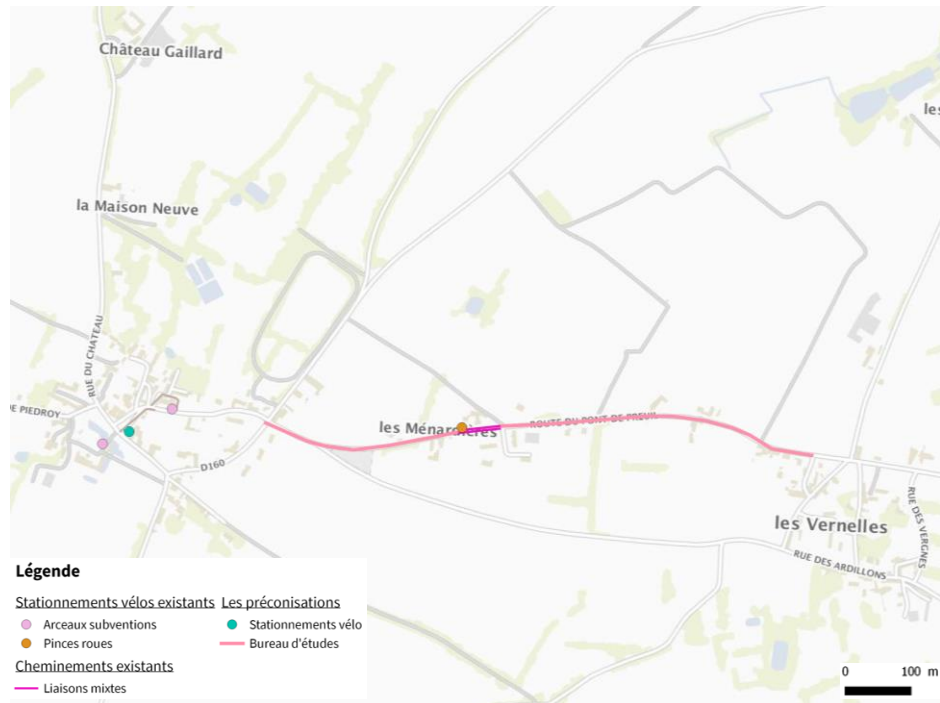 Château Gaillard
les
la Maison Neuve
RUE DU CHATEAU
DE PIEDROY
les Ménardières
ROUTE DU PONT DE PREUIL
D160
les Vernelles
RUE DES VERGNES
RUE DES ARDILLONS
Légende
Stationnements vélos existants Les préconisations
Arceaux subventions Stationnements vélo
Pinces roues Bureau d'études
Cheminements existants
Liaisons mixtes
0 100 m